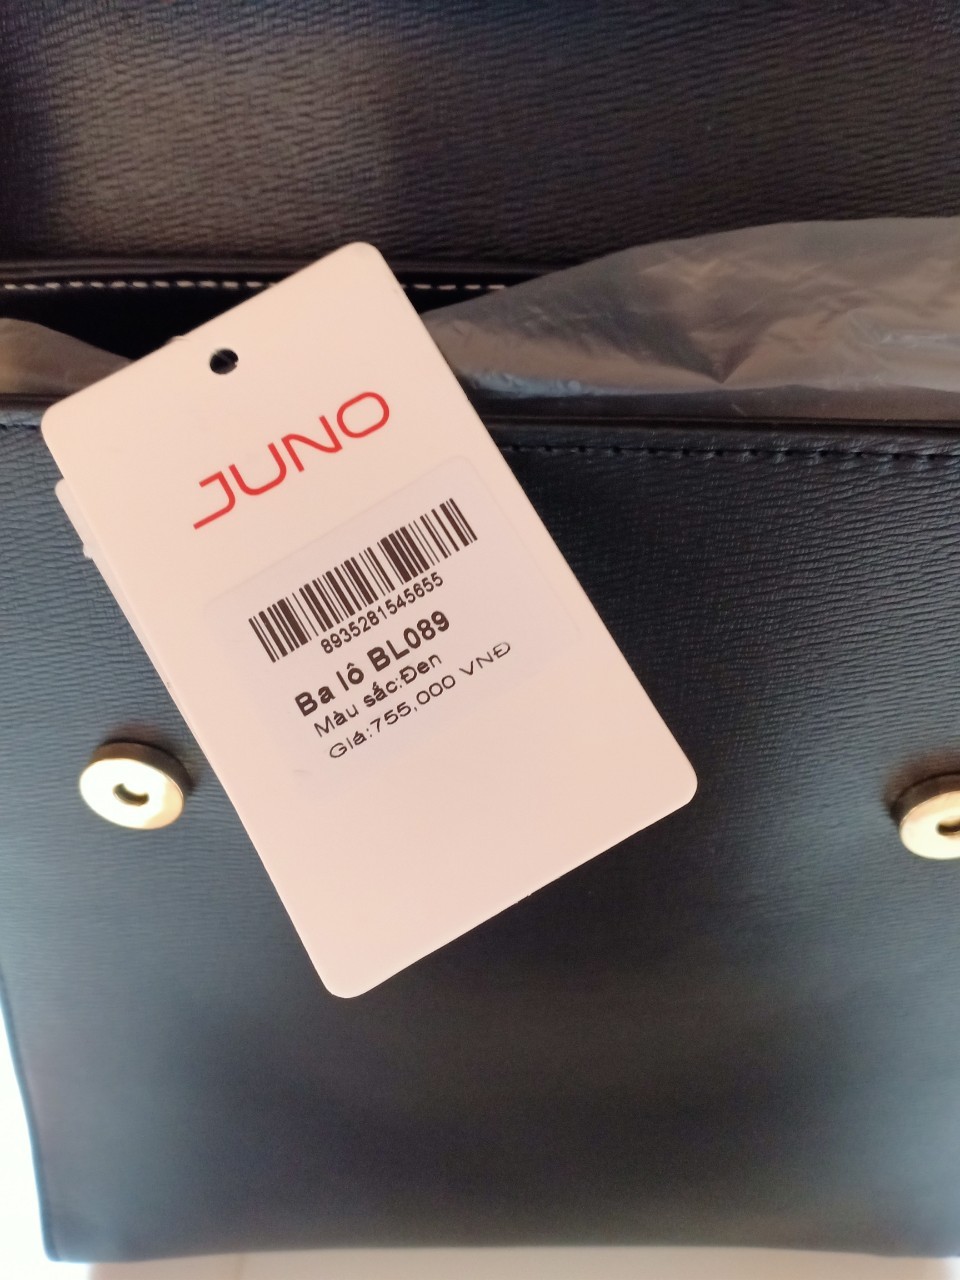 JUNO
8935281545655
Ba lô BL089
Màu sắc:Đen
Giá:755,000 VNĐ